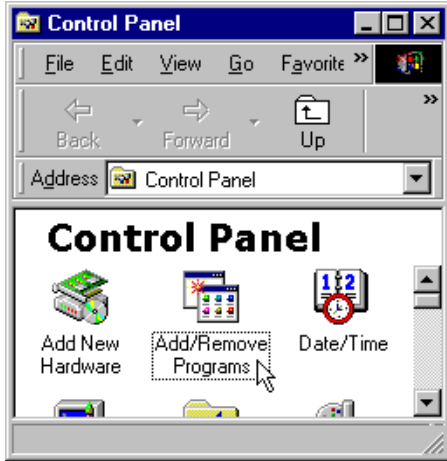 Control Panel
File Edit View Go Favorite »
Back Forward Up »
Address Control Panel
Control Panel
12
Add New Hardware
Add/Remove Programs
Date/Time